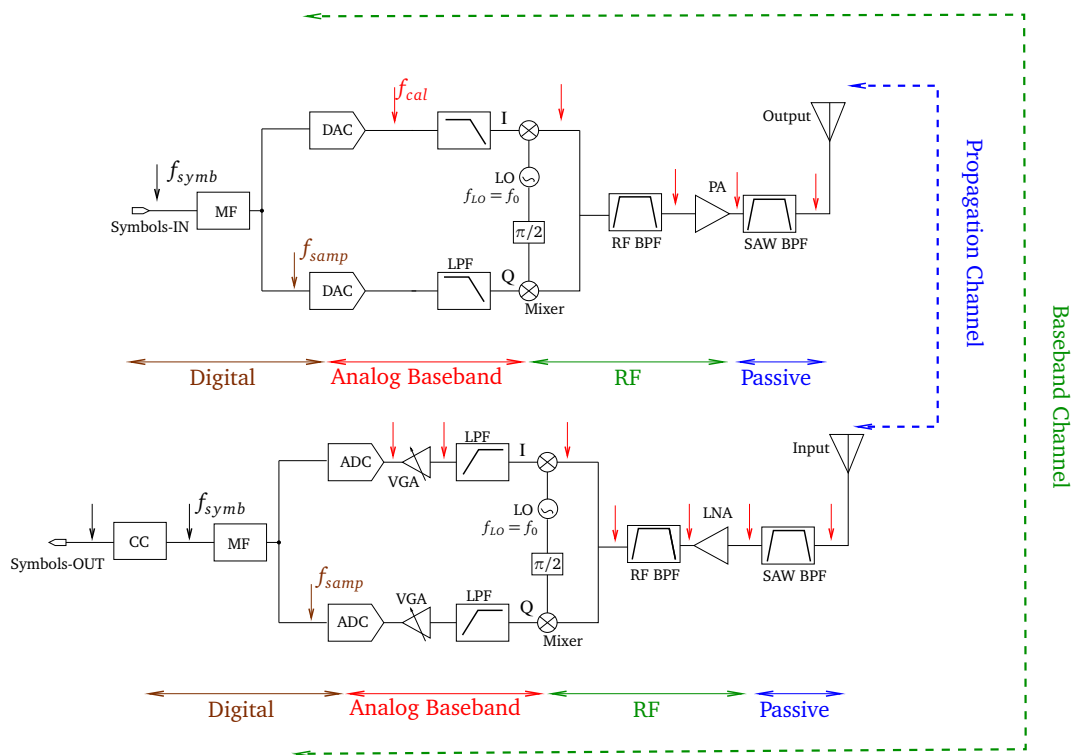 f_cal
I
DAC
Output
LO
f_LO = f_0
f_symb
PA
MF
Symbols-IN
π/2
RF BPF
SAW BPF
f_samp
LPF
Q
DAC
Mixer
Propagation Channel
Baseband Channel
Digital
Analog Baseband
RF
Passive
LPF
I
Input
ADC
VGA
LO
f_LO = f_0
f_symb
LNA
CC
MF
Symbols-OUT
π/2
RF BPF
SAW BPF
f_samp
VGA
LPF
Q
ADC
Mixer
Digital
Analog Baseband
RF
Passive